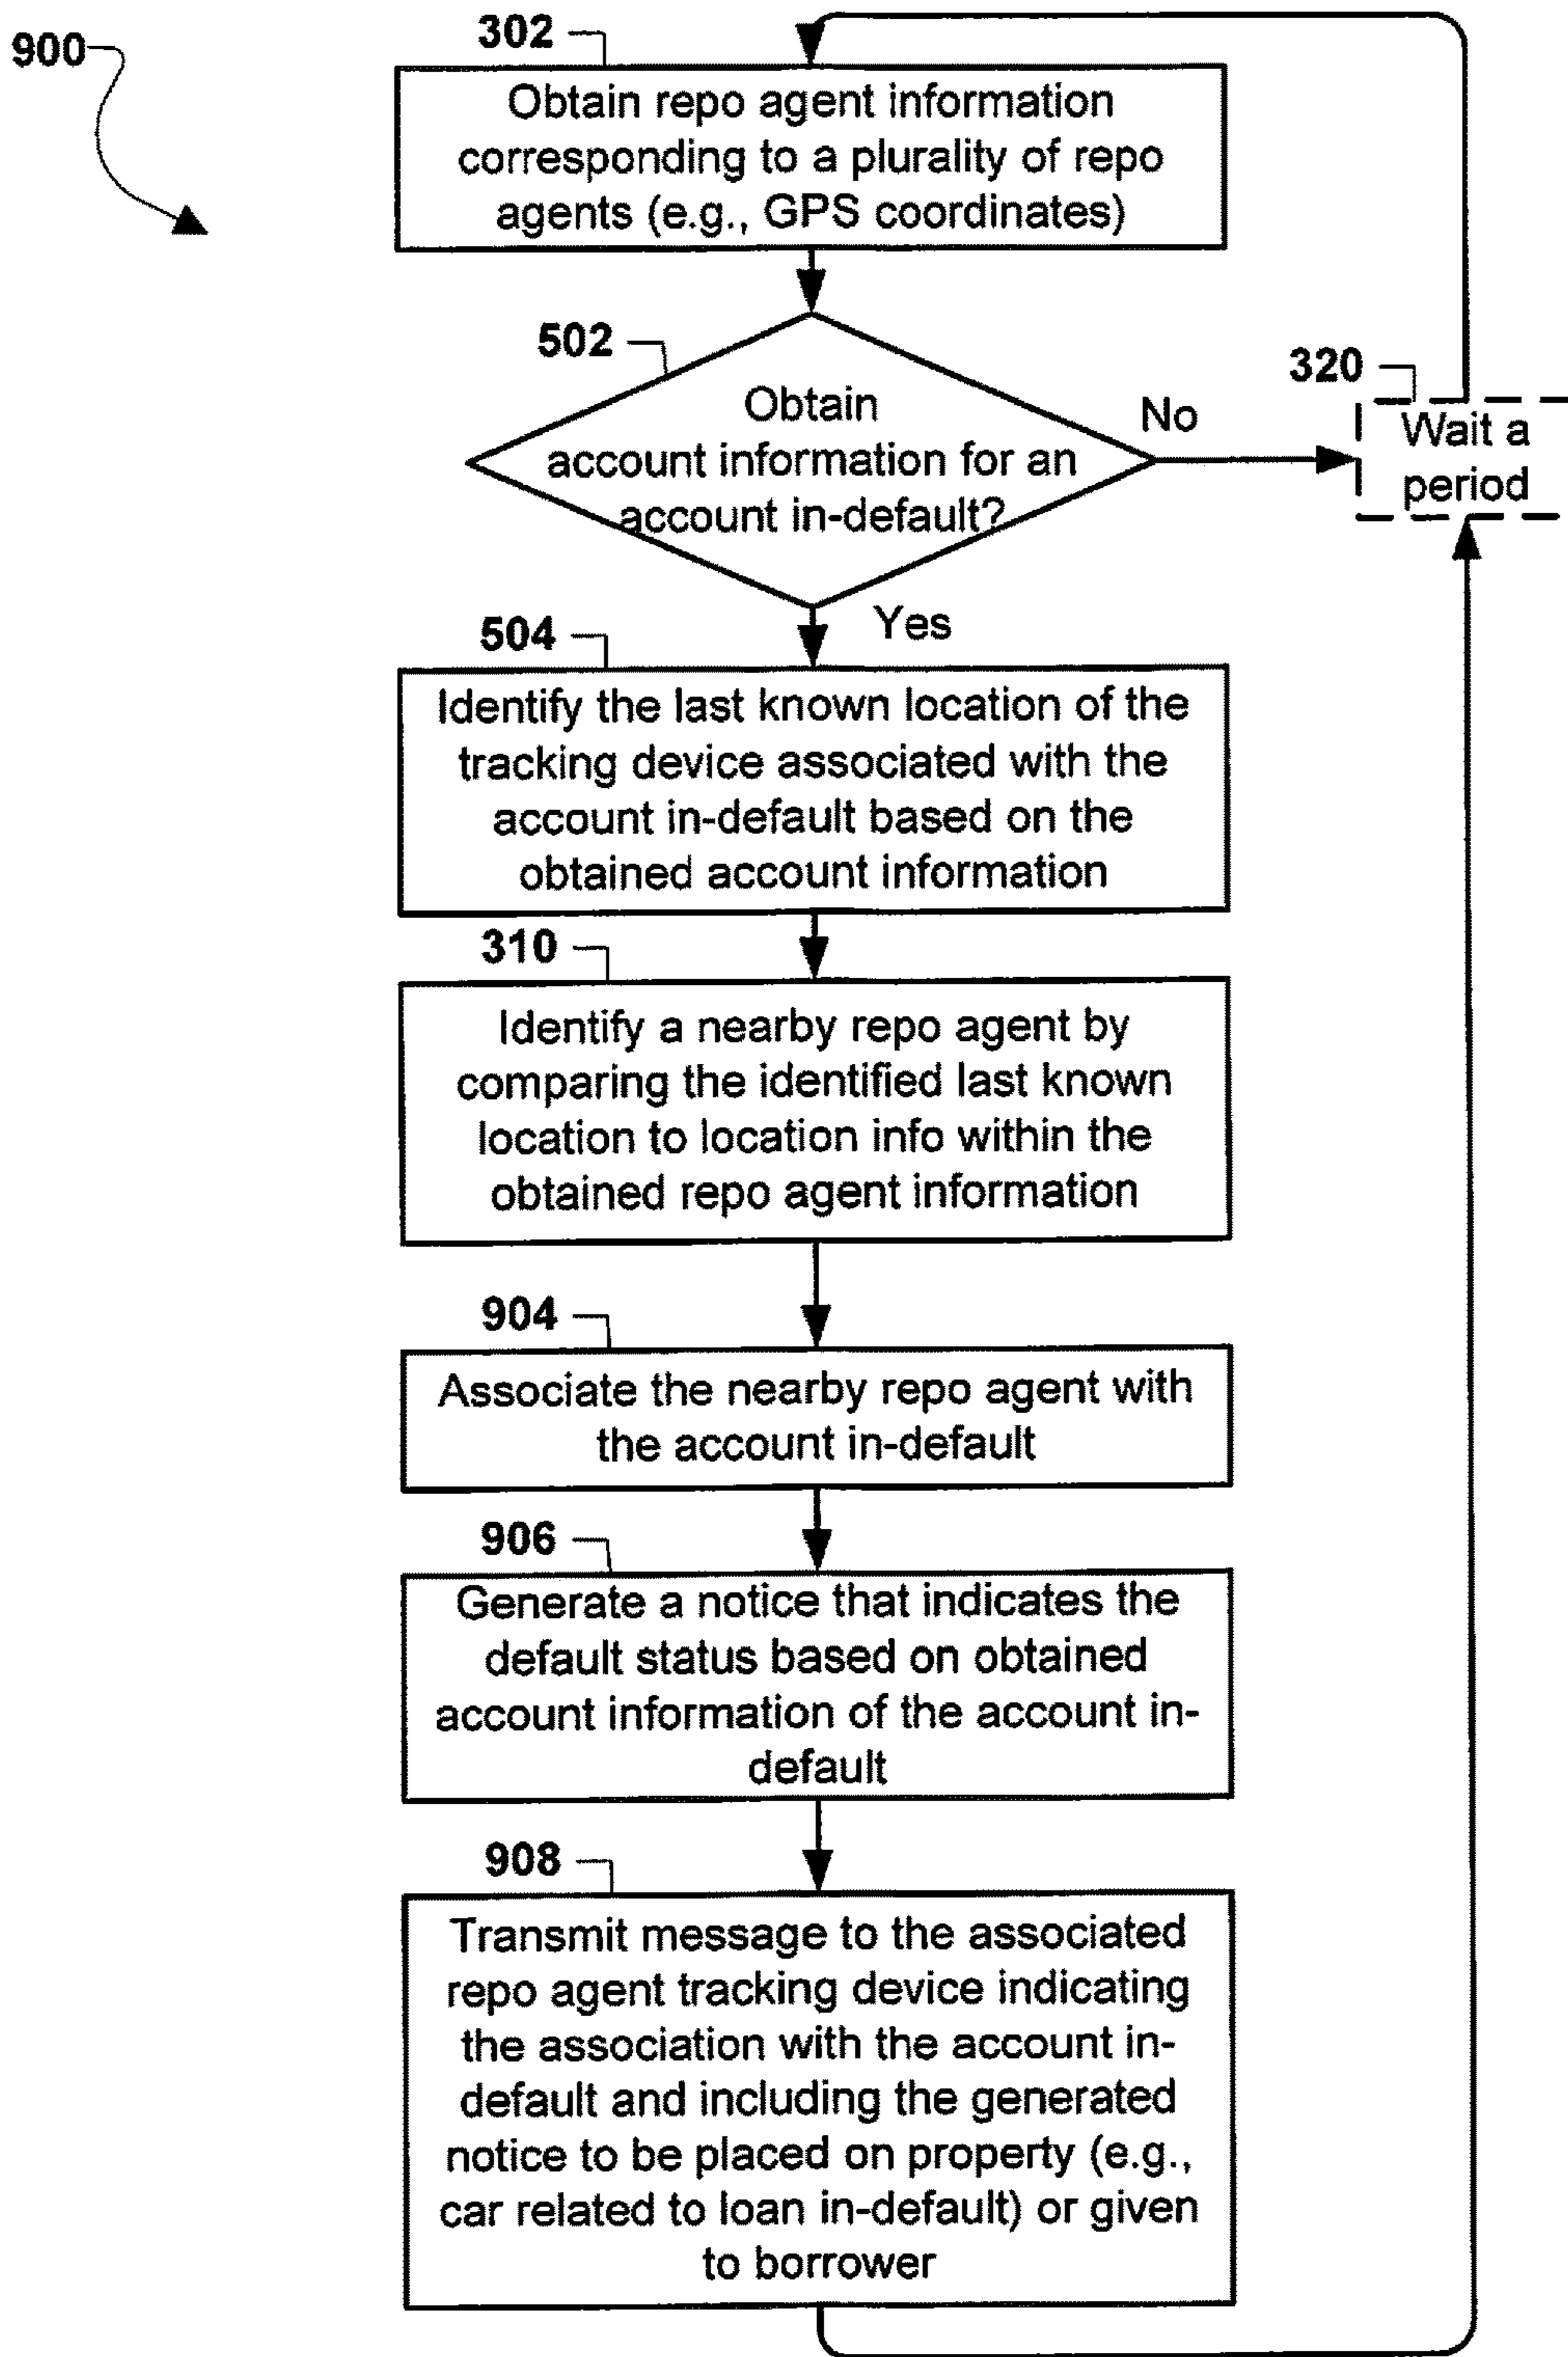 900
302
Obtain repo agent information
corresponding to a plurality of repo
agents (e.g., GPS coordinates)
502
Obtain
account information for an
account in-default?
No
320
Wait a
period
Yes
504
Identify the last known location of the
tracking device associated with the
account in-default based on the
obtained account information
310
Identify a nearby repo agent by
comparing the identified last known
location to location info within the
obtained repo agent information
904
Associate the nearby repo agent with
the account in-default
906
Generate a notice that indicates the
default status based on obtained
account information of the account in-
default
908
Transmit message to the associated
repo agent tracking device indicating
the association with the account in-
default and including the generated
notice to be placed on property (e.g.,
car related to loan in-default) or given
to borrower